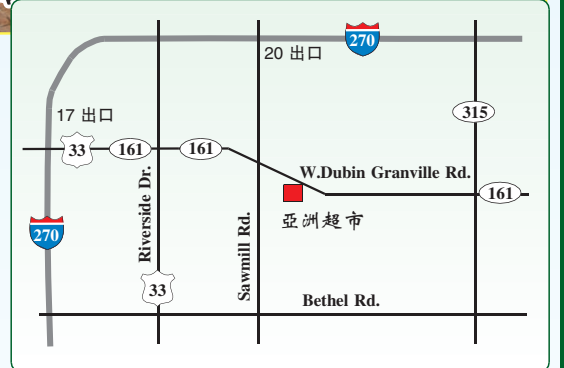 270
20 出口
315
17 出口
33
161
161
W.Dubin Granville Rd.
161
Riverside Dr.
亞洲超市
Sawmill Rd.
270
33
Bethel Rd.